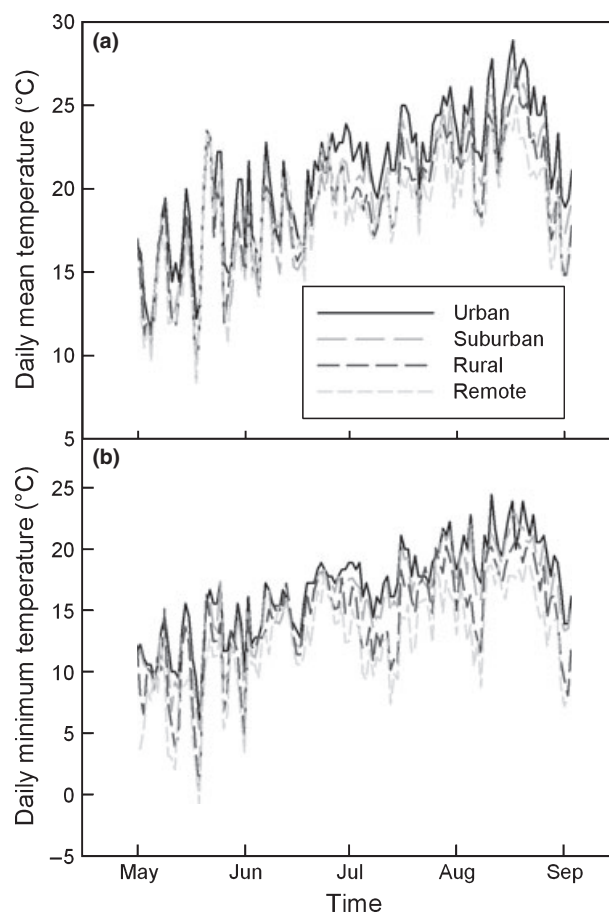 (a)
30
25
20
15
10
5
Daily mean temperature (°C)
Urban
Suburban
Rural
Remote
(b)
25
20
15
10
5
0
–5
Daily minimum temperature (°C)
May Jun Jul Aug Sep
Time